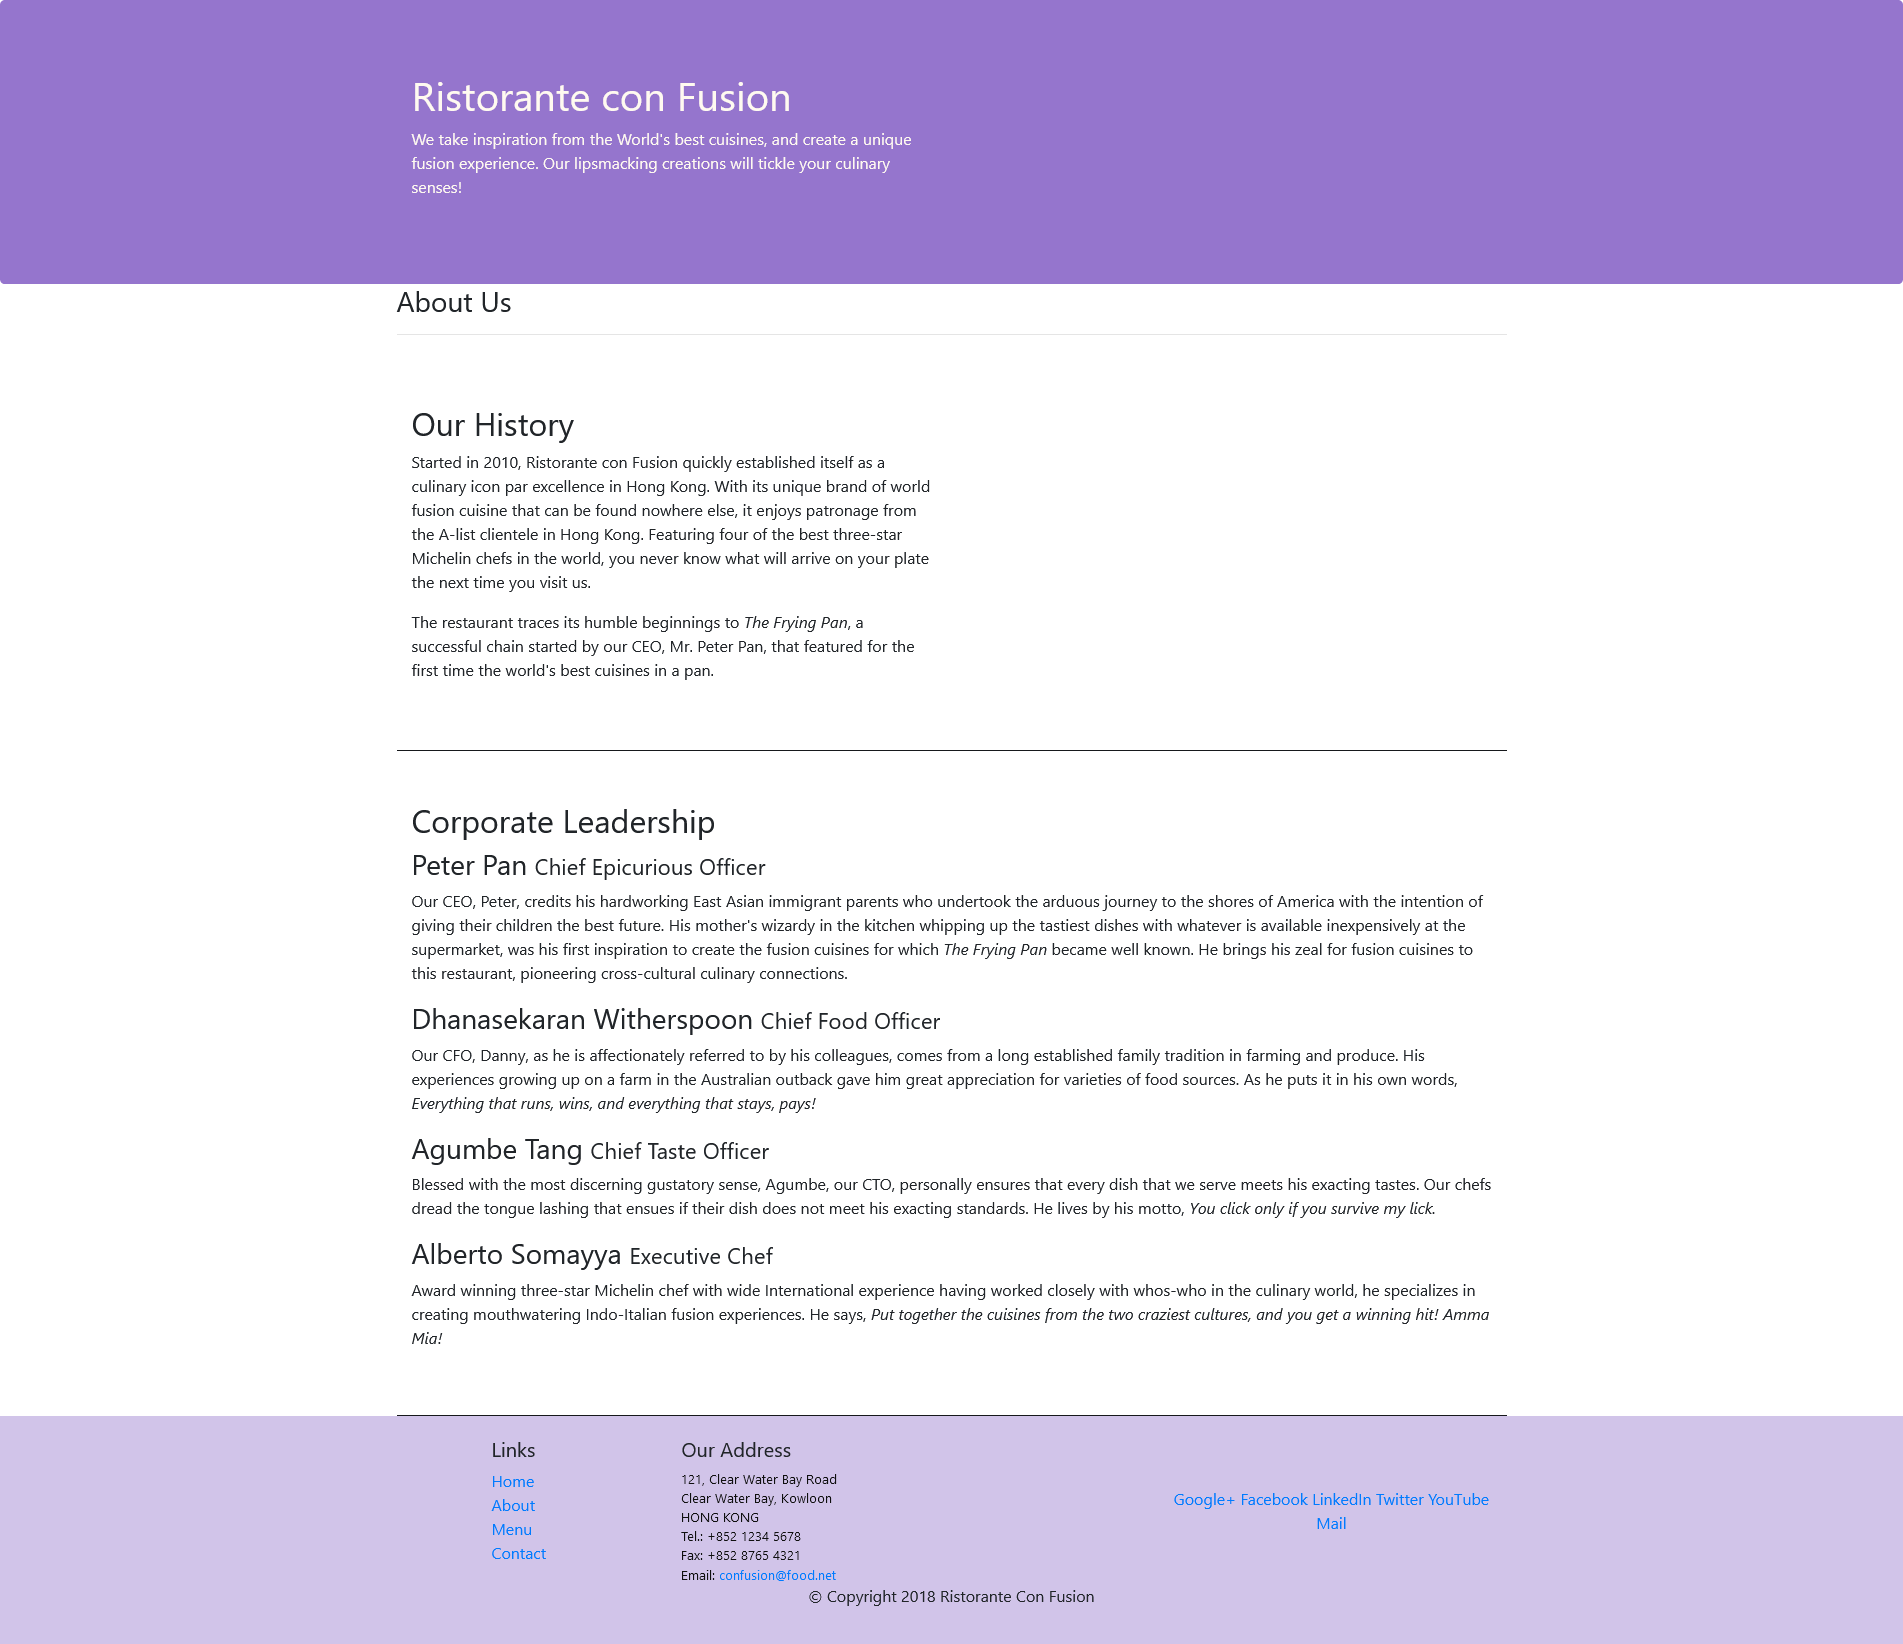 Ristorante con Fusion
We take inspiration from the World's best cuisines, and create a unique
fusion experience. Our lipsmacking creations will tickle your culinary
senses!
About Us
Our History
Started in 2010, Ristorante con Fusion quickly established itself as a
culinary icon par excellence in Hong Kong. With its unique brand of world
fusion cuisine that can be found nowhere else, it enjoys patronage from
the A-list clientele in Hong Kong. Featuring four of the best three-star
Michelin chefs in the world, you never know what will arrive on your plate
the next time you visit us.
The restaurant traces its humble beginnings to The Frying Pan, a
successful chain started by our CEO, Mr. Peter Pan, that featured for the
first time the world's best cuisines in a pan.
Corporate Leadership
Peter Pan Chief Epicurious Officer
Our CEO, Peter, credits his hardworking East Asian immigrant parents who undertook the arduous journey to the shores of America with the intention of
giving their children the best future. His mother's wizardy in the kitchen whipping up the tastiest dishes with whatever is available inexpensively at the
supermarket, was his first inspiration to create the fusion cuisines for which The Frying Pan became well known. He brings his zeal for fusion cuisines to
this restaurant, pioneering cross-cultural culinary connections.
Dhanasekaran Witherspoon Chief Food Officer
Our CFO, Danny, as he is affectionately referred to by his colleagues, comes from a long established family tradition in farming and produce. His
experiences growing up on a farm in the Australian outback gave him great appreciation for varieties of food sources. As he puts it in his own words,
Everything that runs, wins, and everything that stays, pays!
Agumbe Tang Chief Taste Officer
Blessed with the most discerning gustatory sense, Agumbe, our CTO, personally ensures that every dish that we serve meets his exacting tastes. Our chefs
dread the tongue lashing that ensues if their dish does not meet his exacting standards. He lives by his motto, You click only if you survive my lick.
Alberto Somayya Executive Chef
Award winning three-star Michelin chef with wide International experience having worked closely with whos-who in the culinary world, he specializes in
creating mouthwatering Indo-Italian fusion experiences. He says, Put together the cuisines from the two craziest cultures, and you get a winning hit! Amma
Mia!
Links
Home
About
Menu
Contact
Our Address
121, Clear Water Bay Road
Clear Water Bay, Kowloon
HONG KONG
Tel.: +852 1234 5678
Fax: +852 8765 4321
Email: confusion@food.net
Google+ Facebook LinkedIn Twitter YouTube
Mail
© Copyright 2018 Ristorante Con Fusion